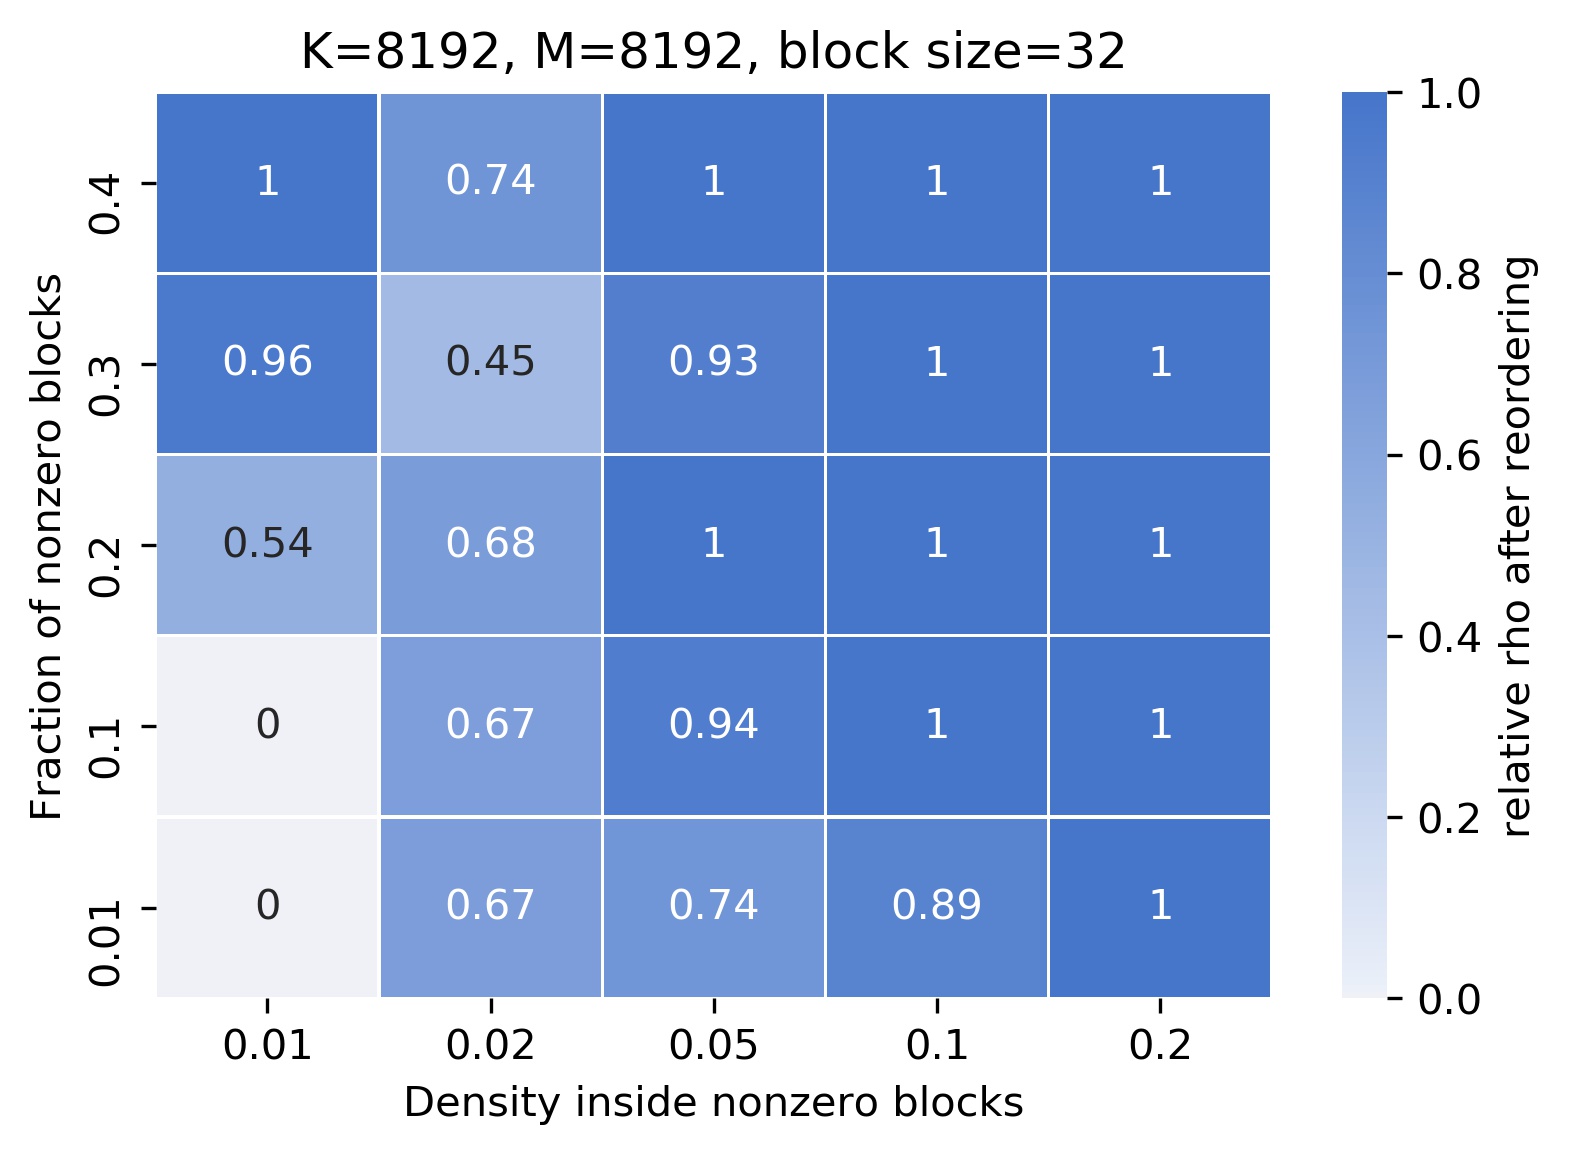 K=8192, M=8192, block size=32
Fraction of nonzero blocks
0.4
1 0.74 1 1 1
0.3
0.96 0.45 0.93 1 1
0.2
0.54 0.68 1 1 1
0.1
0 0.67 0.94 1 1
0.01
0 0.67 0.74 0.89 1
0.01 0.02 0.05 0.1 0.2
Density inside nonzero blocks
1.0
0.8
0.6
0.4
0.2
0.0
relative rho after reordering